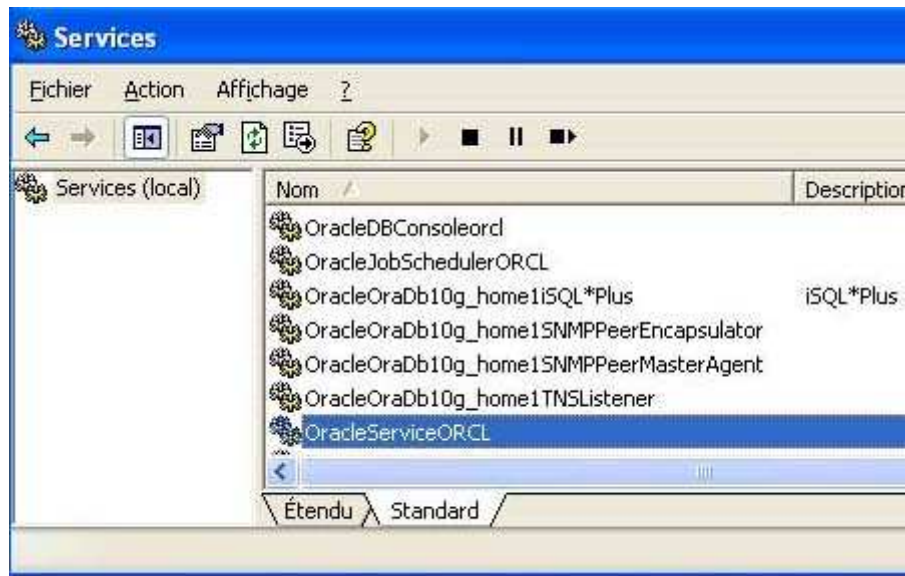 Services
Fichier Action Affichage ?
Services (local)
Nom Description
OracleDBConsoleorcl
OracleJobSchedulerORCL
OracleOraDb10g_home1iSQL*Plus iSQL*Plus
OracleOraDb10g_home1SNMPPeerEncapsulator
OracleOraDb10g_home1SNMPPeerMasterAgent
OracleOraDb10g_home1TNSListener
OracleServiceORCL
Étendu Standard